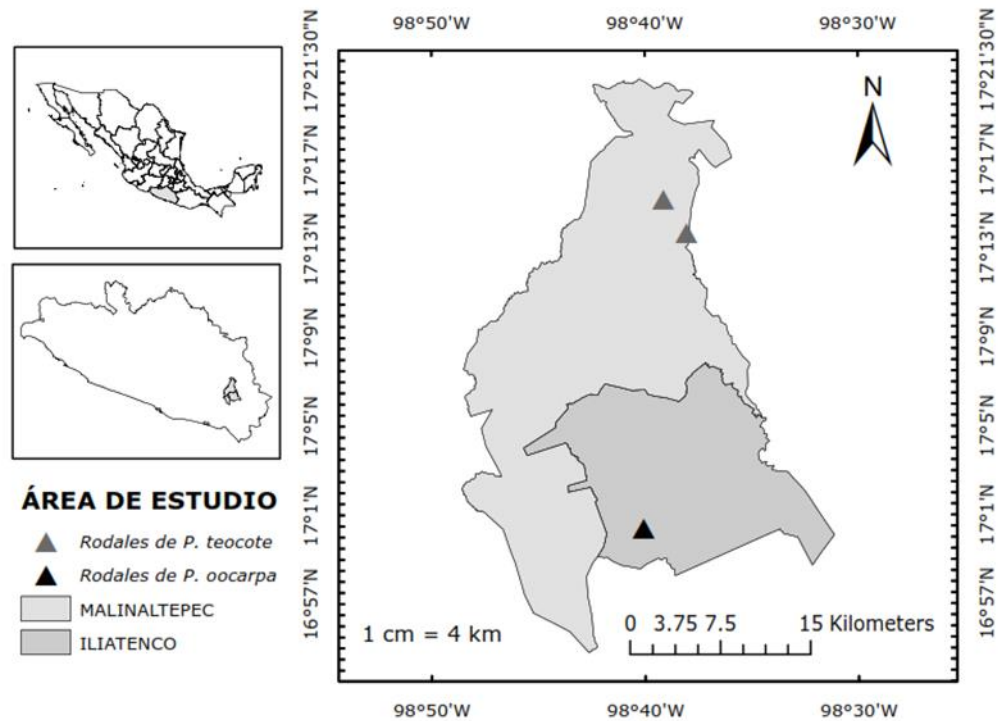 98°50'W 98°40'W 98°30'W
17°21'30"N
17°17'N
17°13'N
17°9'N
17°5'N
17°1'N
16°57'N
ÁREA DE ESTUDIO
Rodales de P. teocote
Rodales de P. oocarpa
MALINALTEPEC
ILIATENCO
N
1 cm = 4 km
0 3.75 7.5 15 Kilometers
17°21'30"N
17°17'N
17°13'N
17°9'N
17°5'N
17°1'N
16°57'N
98°50'W 98°40'W 98°30'W